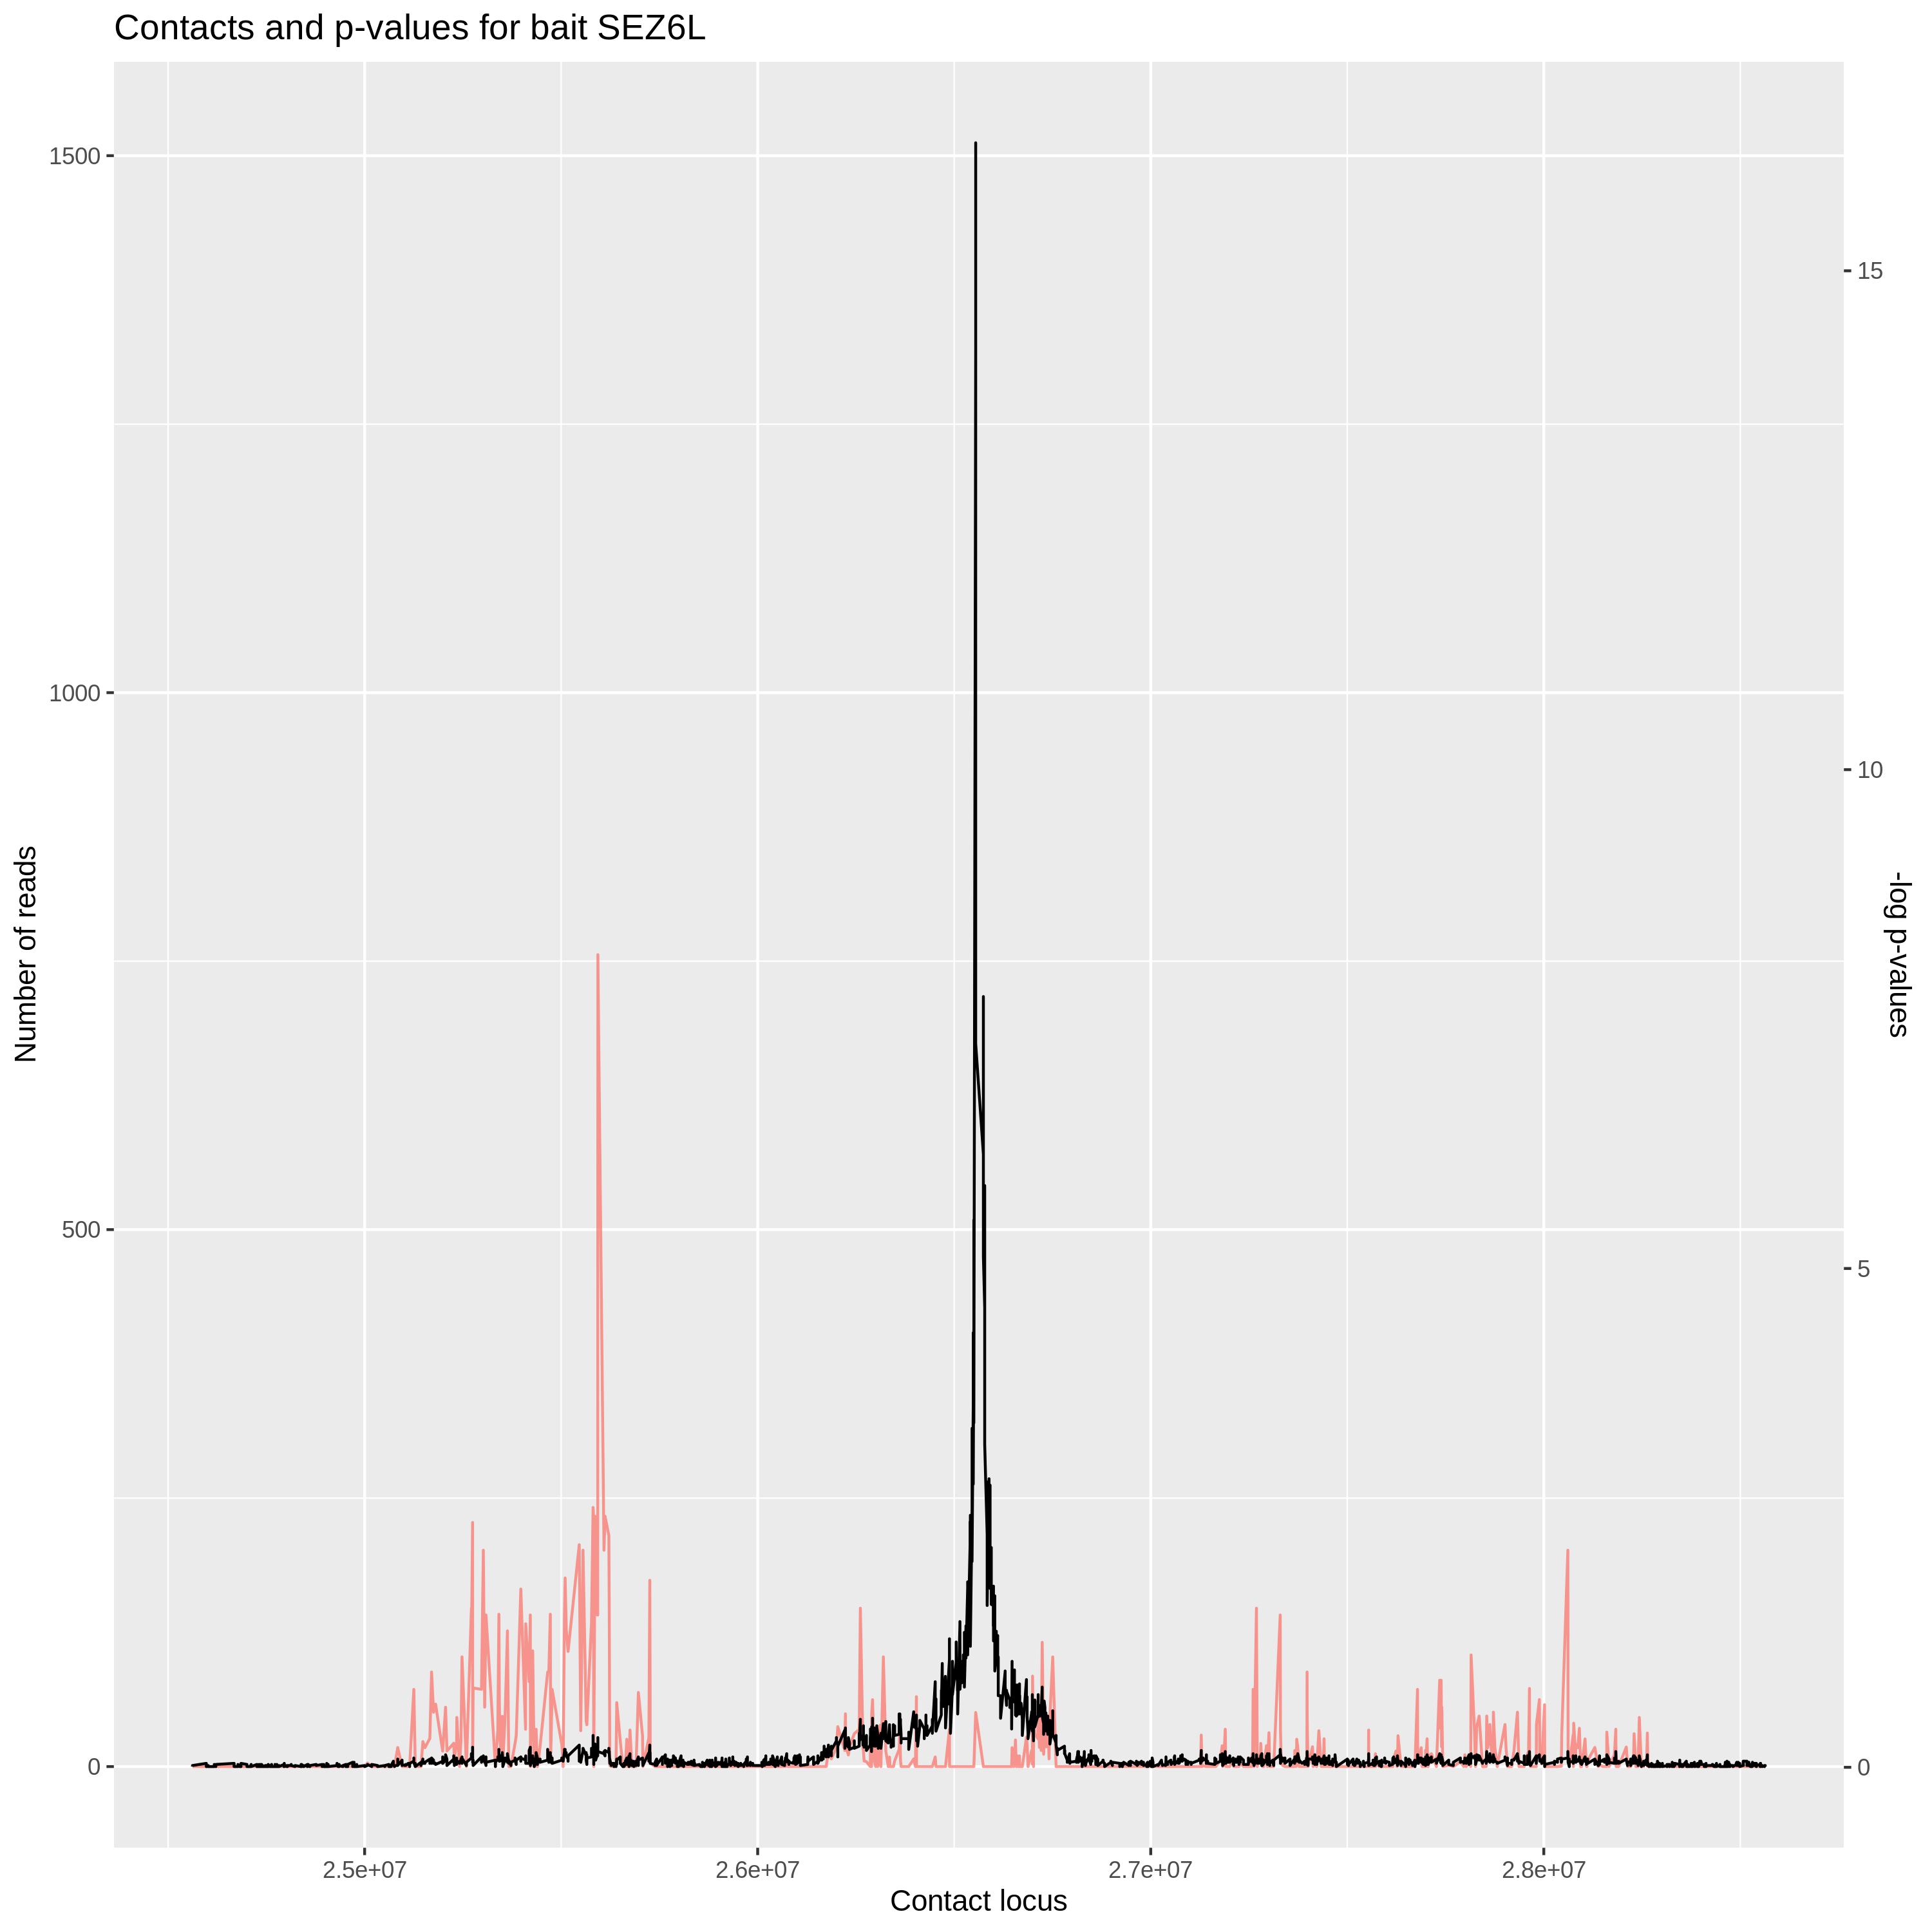 Contacts and p-values for bait SEZ6L
1500
1000
500
0
Number of reads
15
10
5
0
-log p-values
2.5e+07
2.6e+07
2.7e+07
2.8e+07
Contact locus